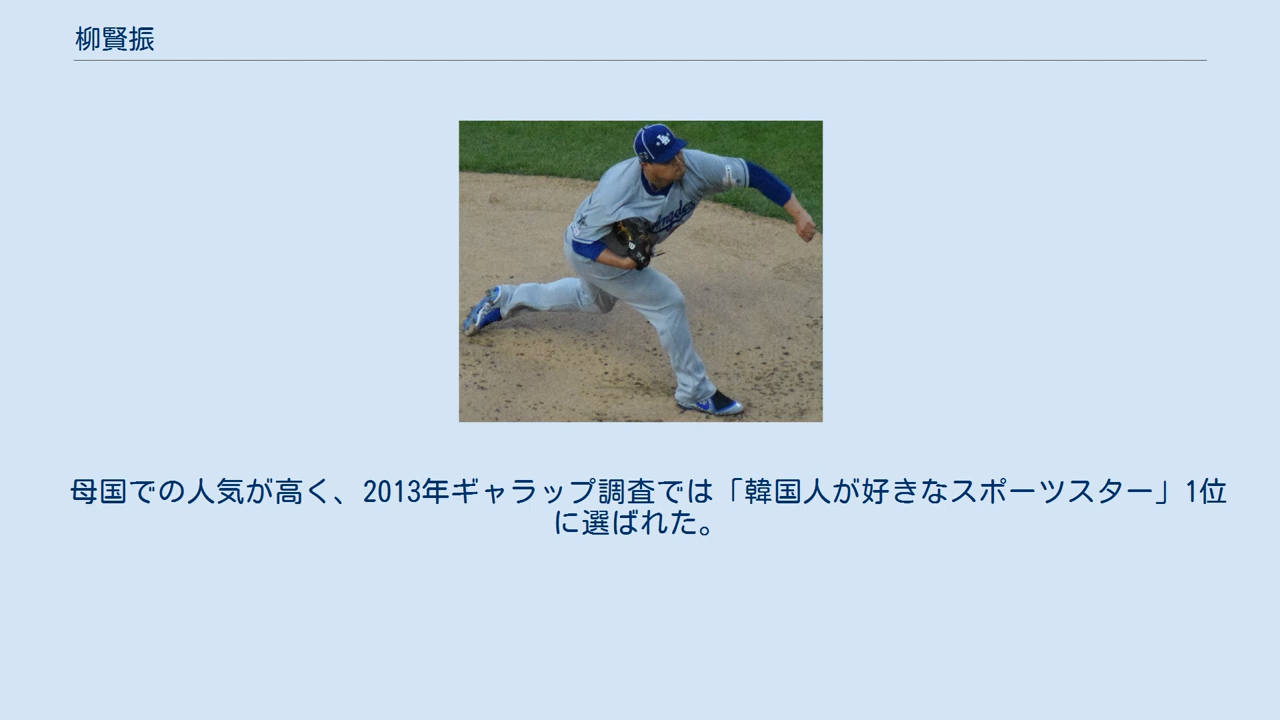 柳賢振
母国での人気が高く、2013年ギャラップ調査では「韓国人が好きなスポーツスター」1位
に選ばれた。